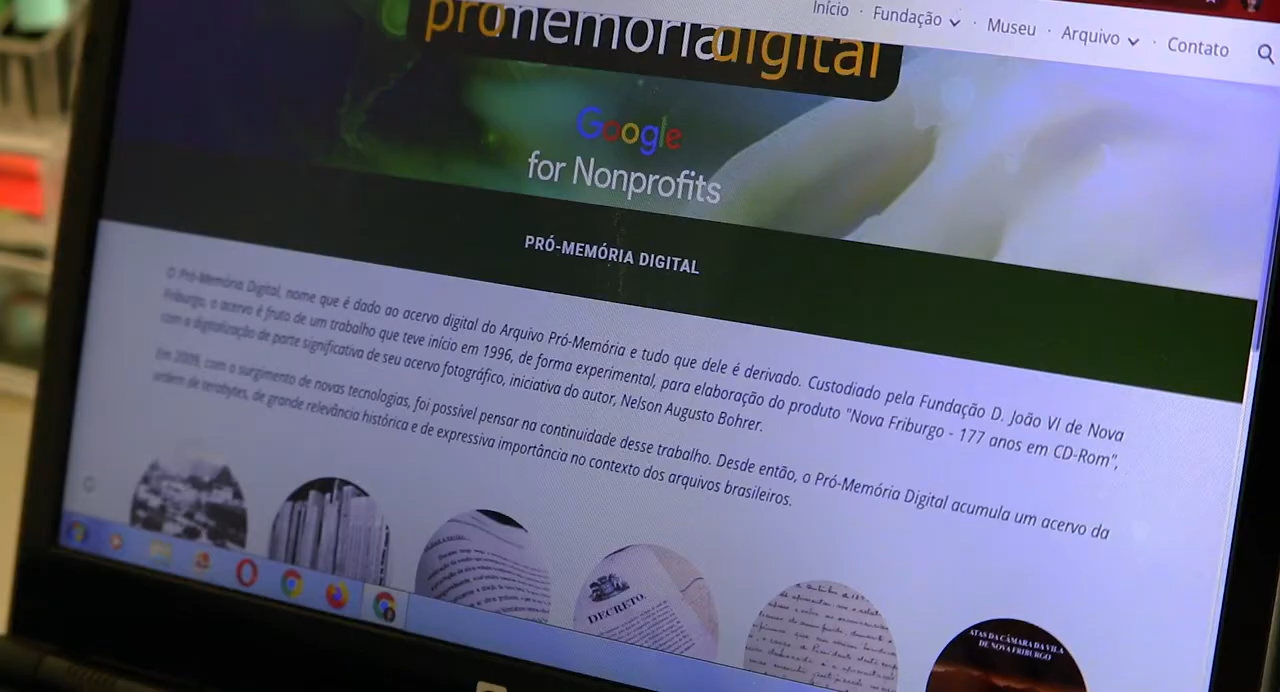 Início · Fundação · Museu · Arquivo · Contato
promemoriadigital
Google
for Nonprofits
PRÓ-MEMÓRIA DIGITAL
O Pró-Memória Digital, nome que é dado ao acervo digital do Arquivo Pró-Memória e tudo que dele é derivado. Custodiado pela Fundação D. João VI de Nova
Friburgo, o acervo é fruto de um trabalho que teve início em 1996, de forma experimental, para elaboração do produto "Nova Friburgo - 177 anos em CD-Rom",
com a digitalização de parte significativa de seu acervo fotográfico, iniciativa do autor, Nelson Augusto Bohrer.
Em 2009, com o surgimento de novas tecnologias, foi possível pensar na continuidade desse trabalho. Desde então, o Pró-Memória Digital acumula um acervo da
ordem de terabytes, de grande relevância histórica e de expressiva importância no contexto dos arquivos brasileiros.
DECRETO.
ATAS DA CÂMARA DA VILA
DE NOVA FRIBURGO